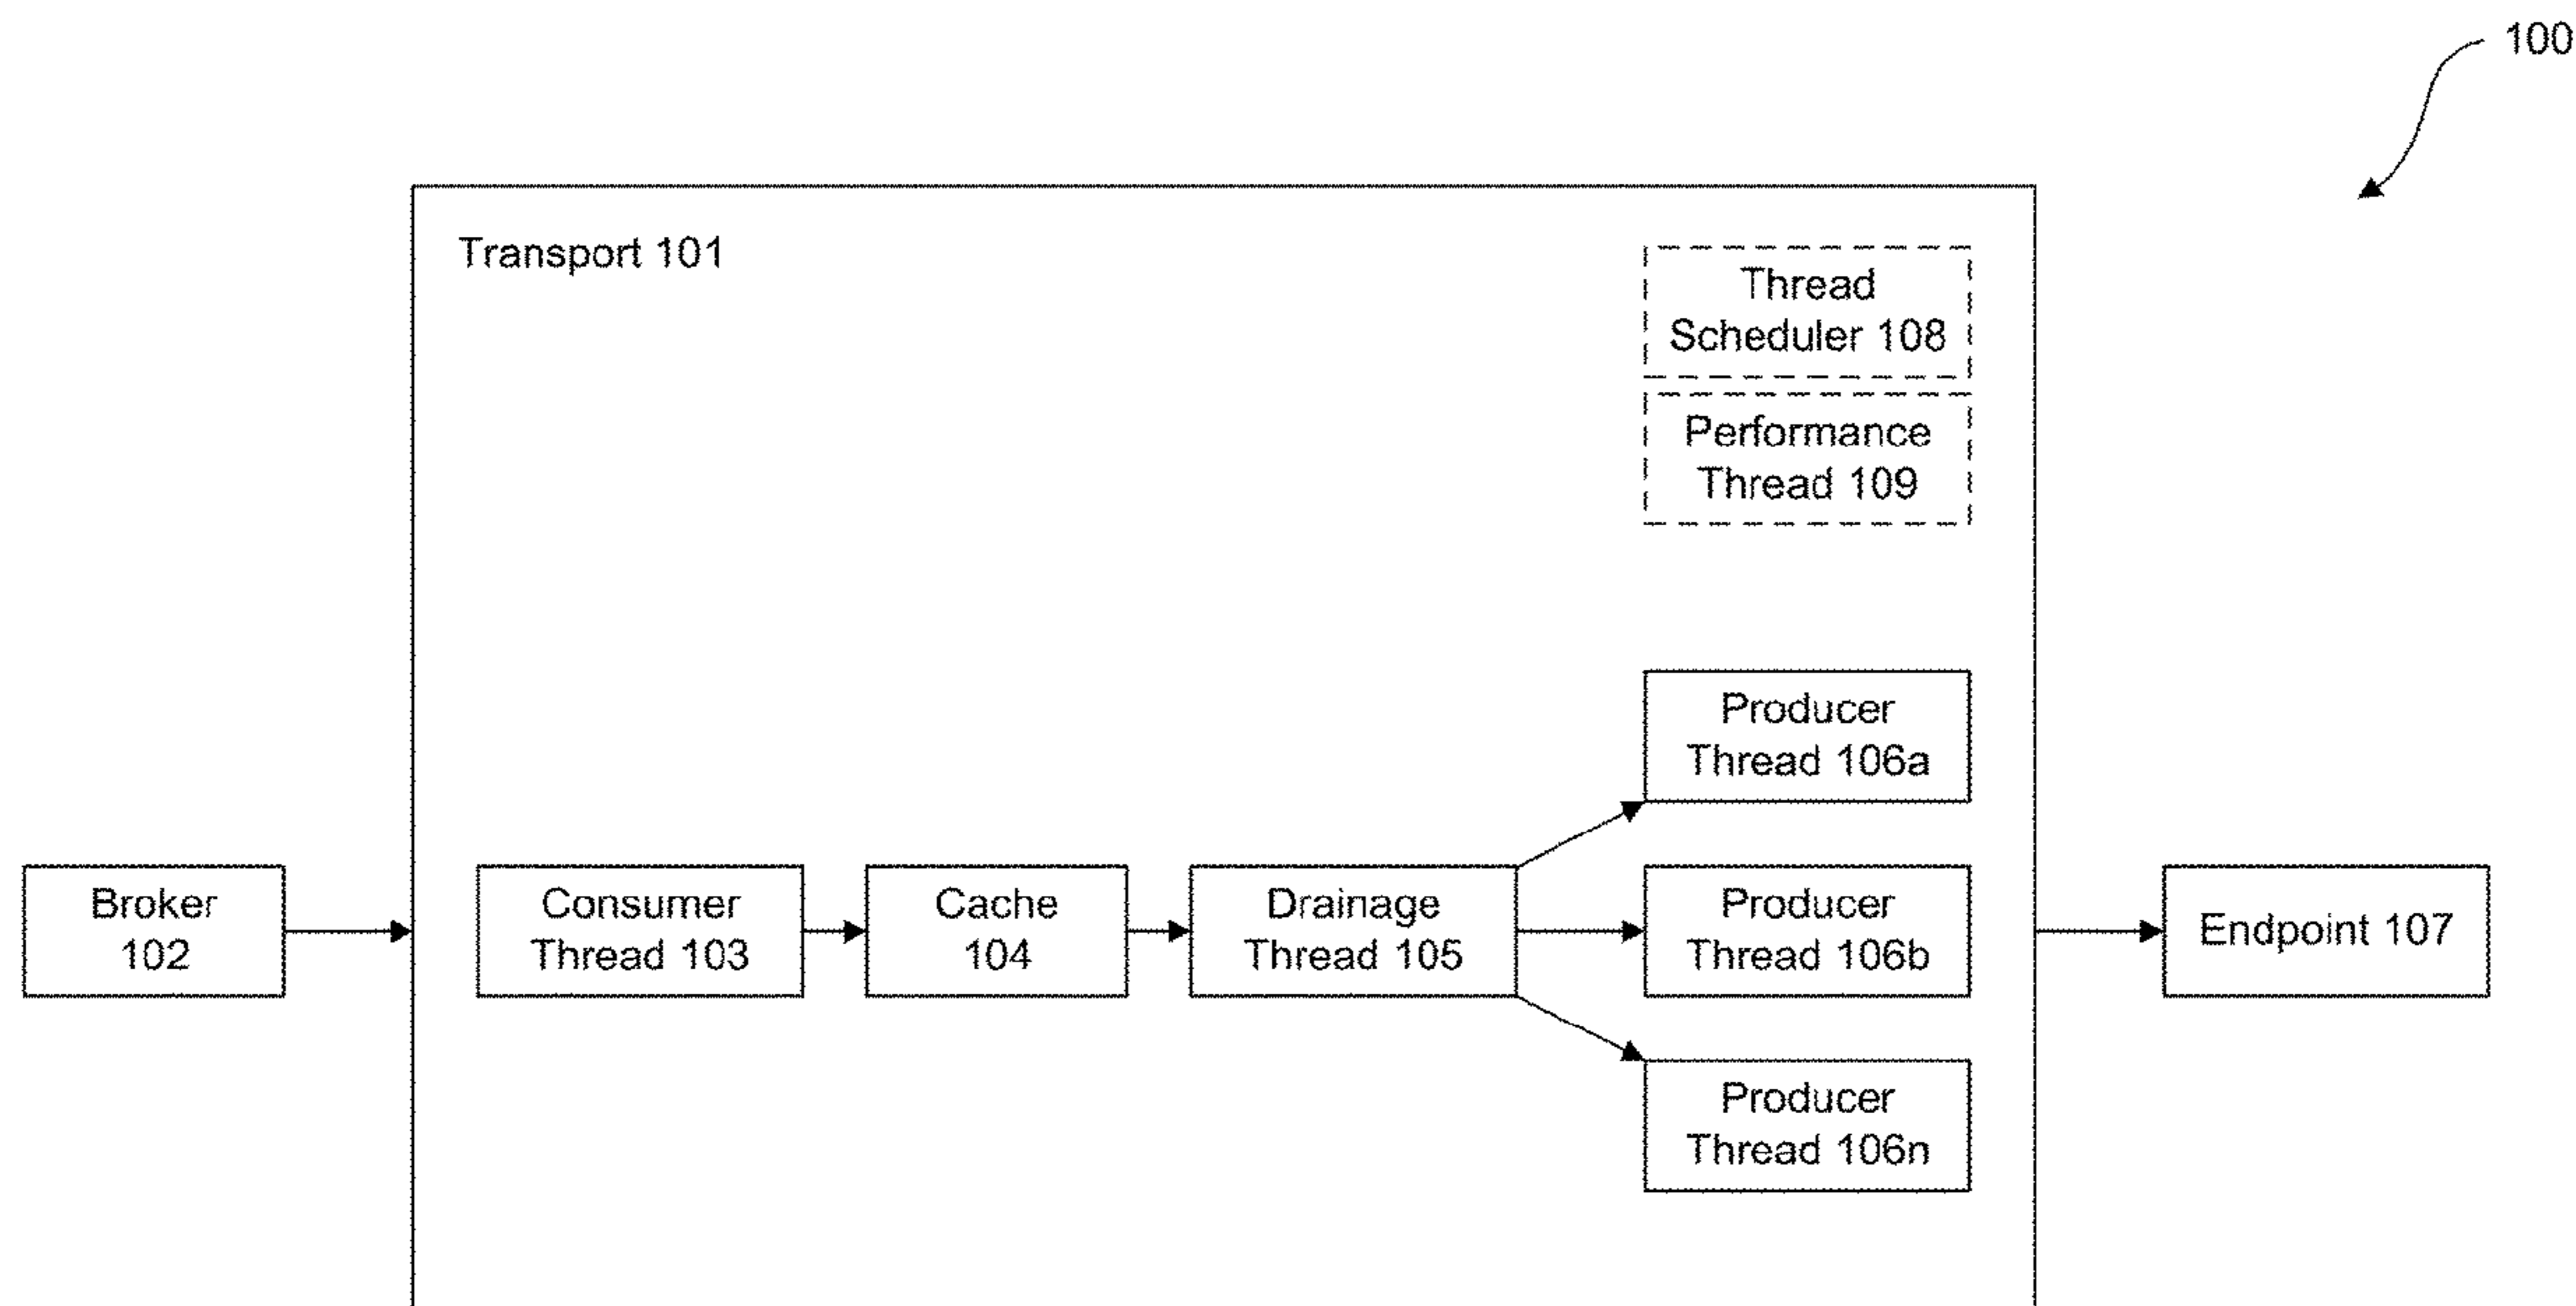 100
Transport 101
Thread
Scheduler 108
Performance
Thread 109
Producer
Thread 106a
Broker
102
Consumer
Thread 103
Cache
104
Drainage
Thread 105
Producer
Thread 106b
Endpoint 107
Producer
Thread 106n